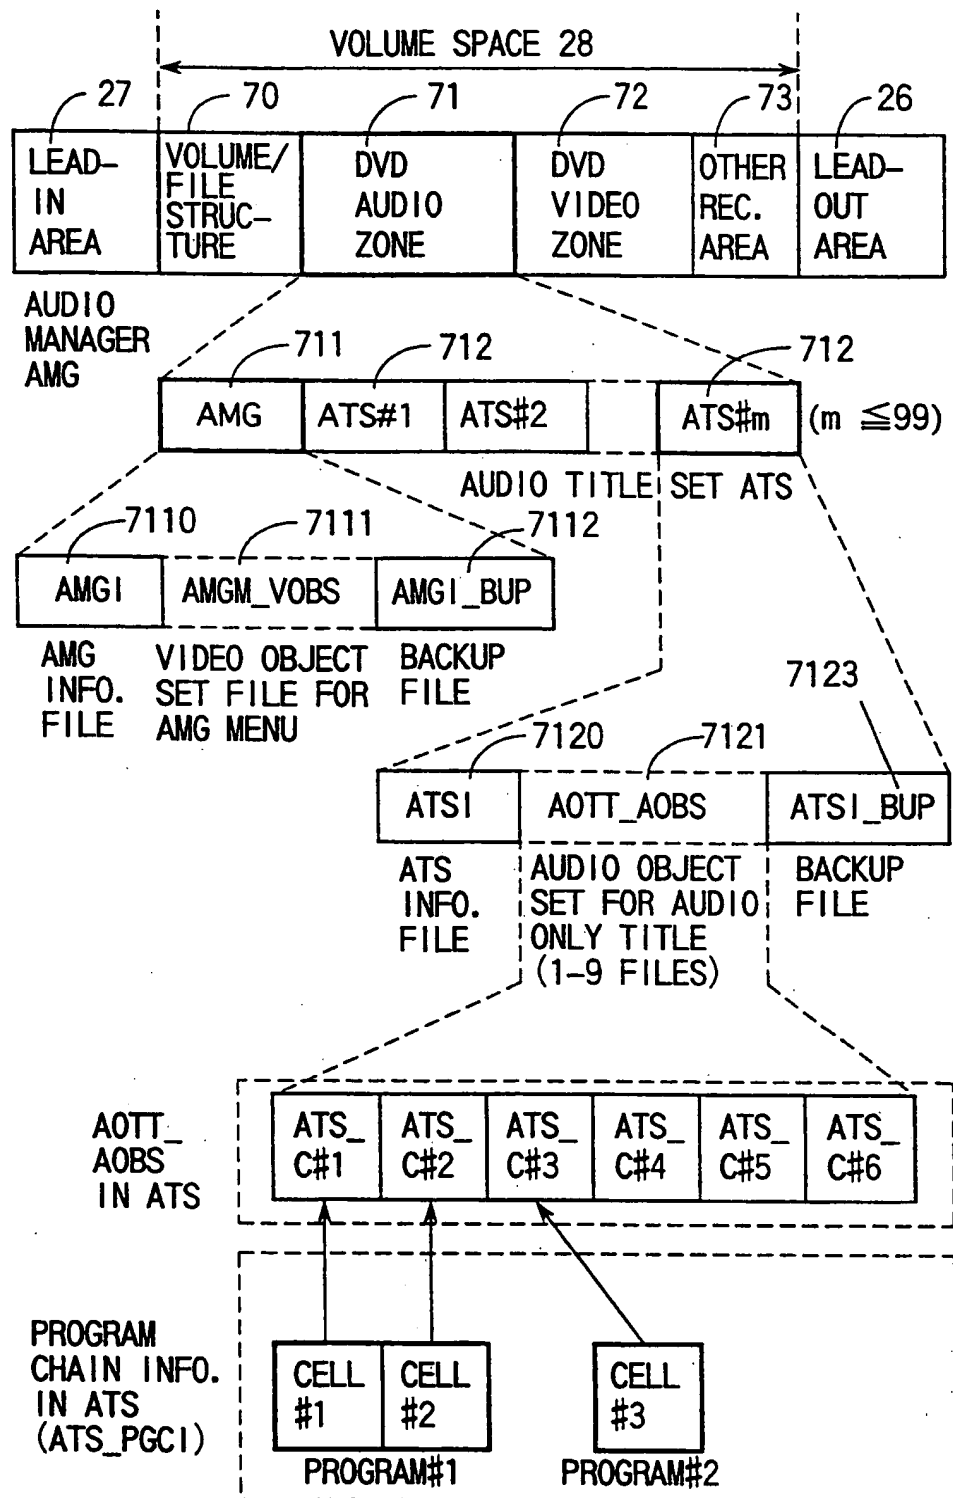 VOLUME SPACE 28
27 70 71 72 73 26
LEAD-
IN
AREA
VOLUME/
FILE
STRUC-
TURE
DVD
AUDIO
ZONE
DVD
VIDEO
ZONE
OTHER
REC.
AREA
LEAD-
OUT
AREA
AUDIO
MANAGER
AMG
711 712 712
AMG ATS#1 ATS#2 ATS#m (m ≦99)
AUDIO TITLE SET ATS
7110 7111 7112
AMGI AMGM_VOBS AMGI_BUP
AMG
INFO.
FILE
VIDEO OBJECT
SET FILE FOR
AMG MENU
BACKUP
FILE
7120 7121 7123
ATSI AOTT_AOBS ATSI_BUP
ATS
INFO.
FILE
AUDIO OBJECT
SET FOR AUDIO
ONLY TITLE
(1-9 FILES)
BACKUP
FILE
AOTT_
AOBS
IN ATS
ATS_
C#1
ATS_
C#2
ATS_
C#3
ATS_
C#4
ATS_
C#5
ATS_
C#6
PROGRAM
CHAIN INFO.
IN ATS
(ATS_PGCI)
CELL
#1
CELL
#2
CELL
#3
PROGRAM#1 PROGRAM#2